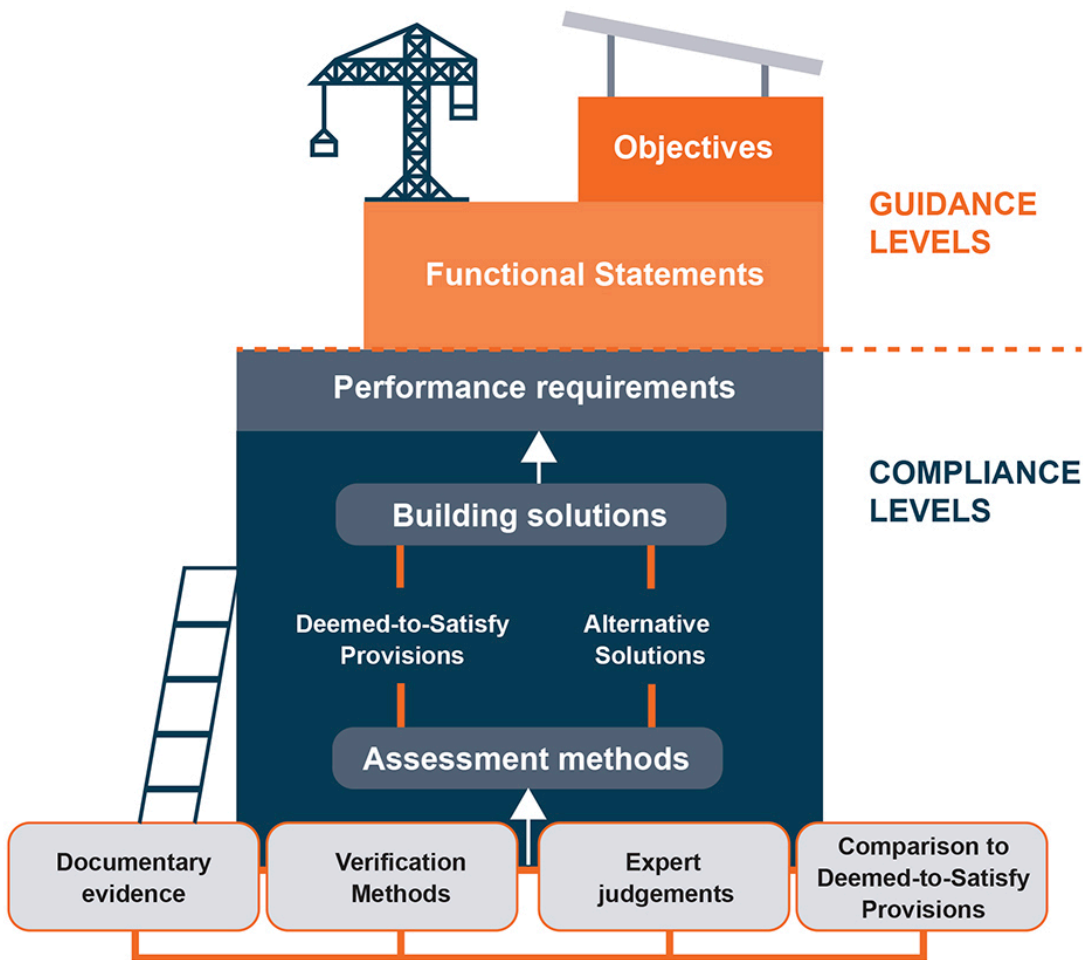 Objectives
GUIDANCE
LEVELS
Functional Statements
Performance requirements
COMPLIANCE
LEVELS
Building solutions
Deemed-to-Satisfy
Provisions
Alternative
Solutions
Assessment methods
Documentary
evidence
Verification
Methods
Expert
judgements
Comparison to
Deemed-to-Satisfy
Provisions